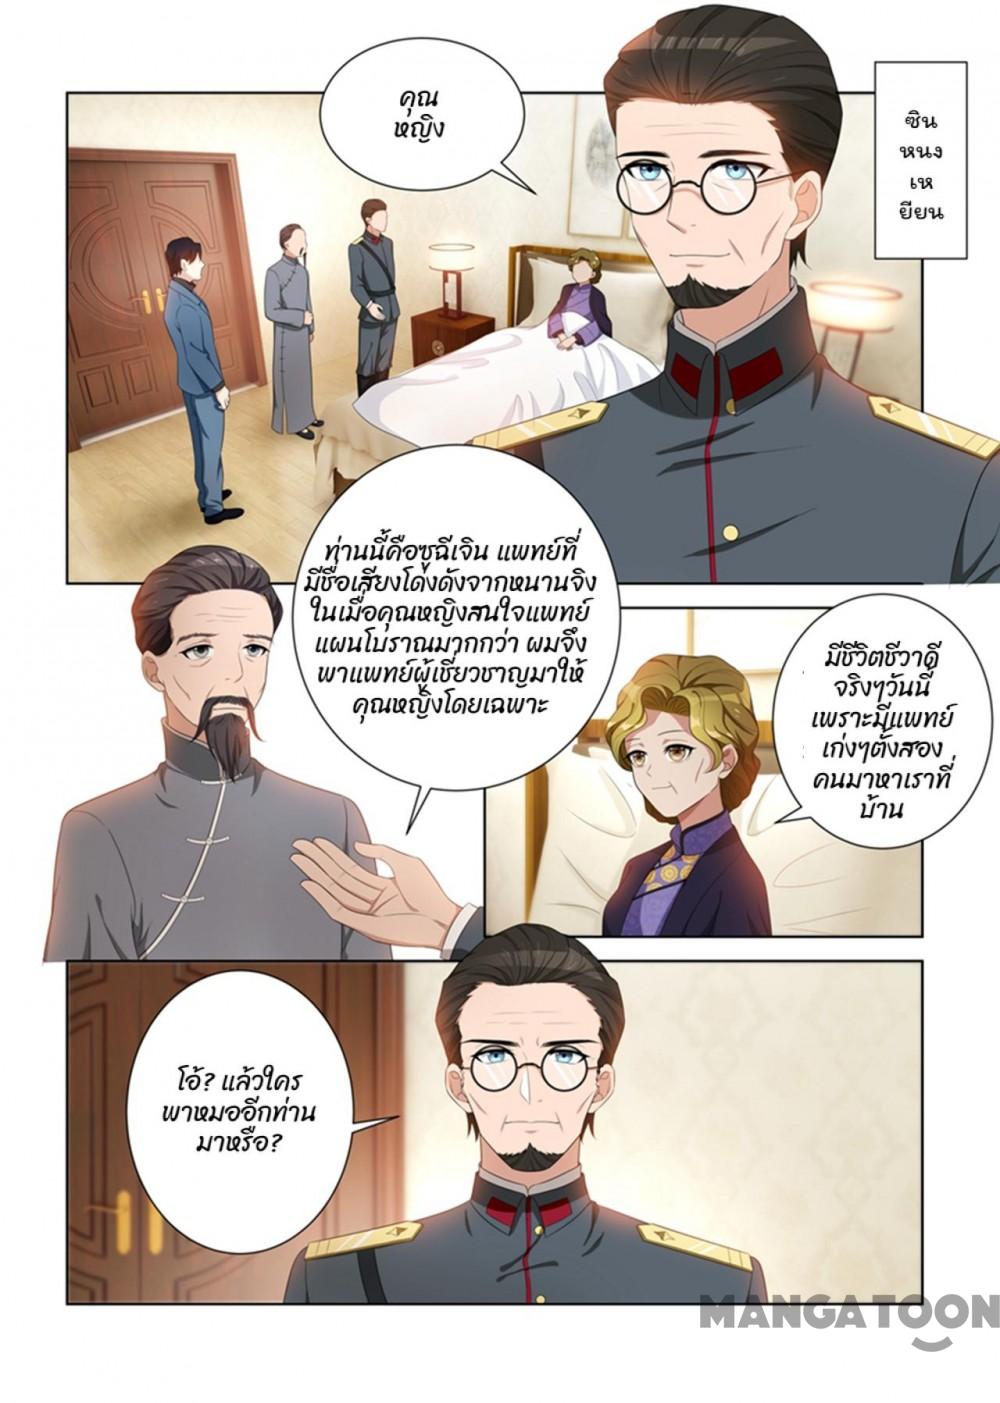 คุณ
หญิง
ซิน
หนง
เห
ยียน
ท่านนี้คือซูฉีเจิน แพทย์ที่
มีชื่อเสียงโด่งดังจากหนานจิง
ในเมื่อคุณหญิงสนใจแพทย์
แผนโบราณมากกว่า ผมจึง
พาแพทย์ผู้เชี่ยวชาญมาให้
คุณหญิงโดยเฉพาะ
มีชีวิตชีวาดี
จริงๆวันนี้
เพราะมีแพทย์
เก่งๆตั้งสอง
คนมาหาเราที่
บ้าน
โอ้? แล้วใคร
พาหมออีกท่าน
มาหรือ?
MANGATOON